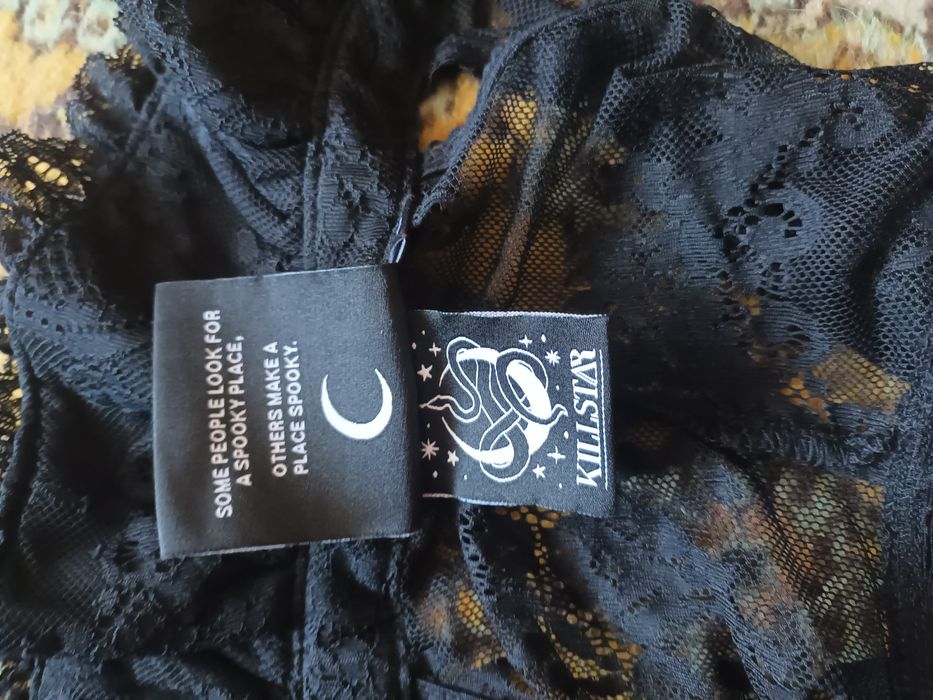 SOME PEOPLE LOOK FOR
A SPOOKY PLACE,
OTHERS MAKE A
PLACE SPOOKY.
KILLSTAR